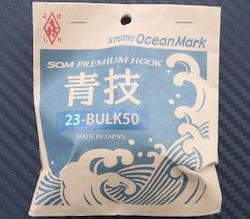 STUDIO OceanMark
SOM PREMIUM HOOK
青技
23-BULK50
MADE IN JAPAN